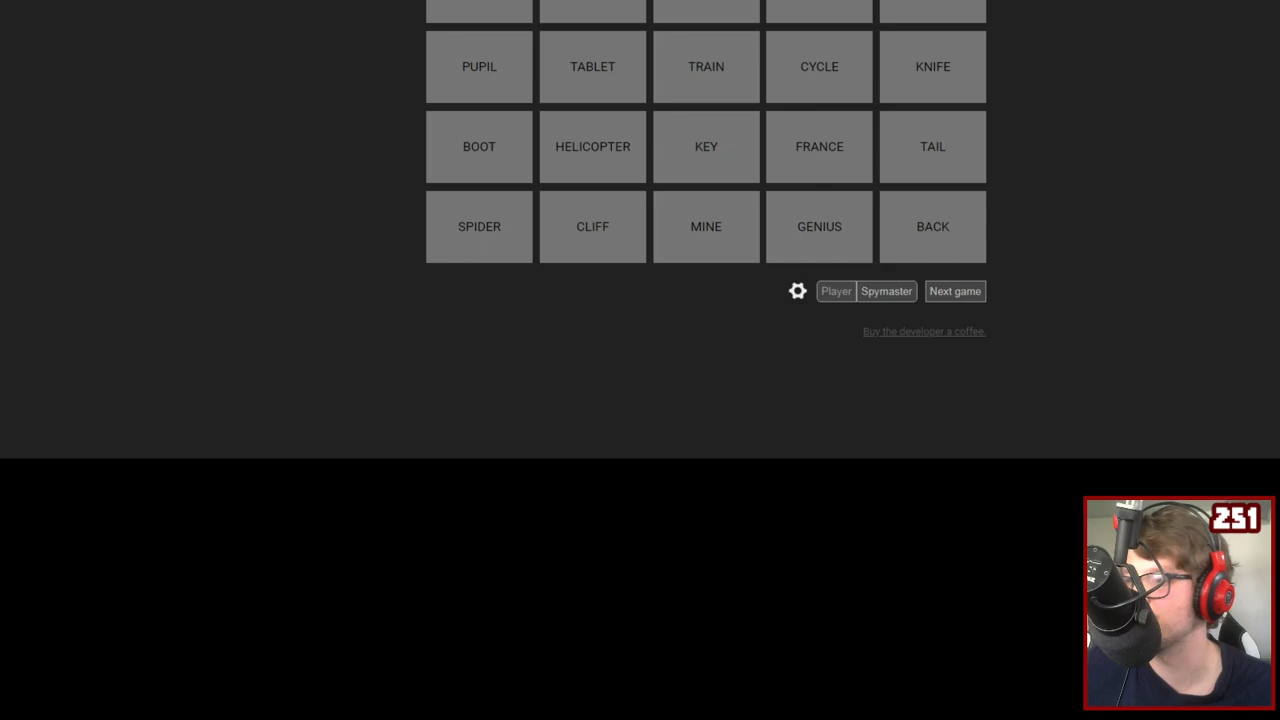 PUPIL TABLET TRAIN CYCLE KNIFE
BOOT HELICOPTER KEY FRANCE TAIL
SPIDER CLIFF MINE GENIUS BACK
Player Spymaster Next game
Buy the developer a coffee.
251